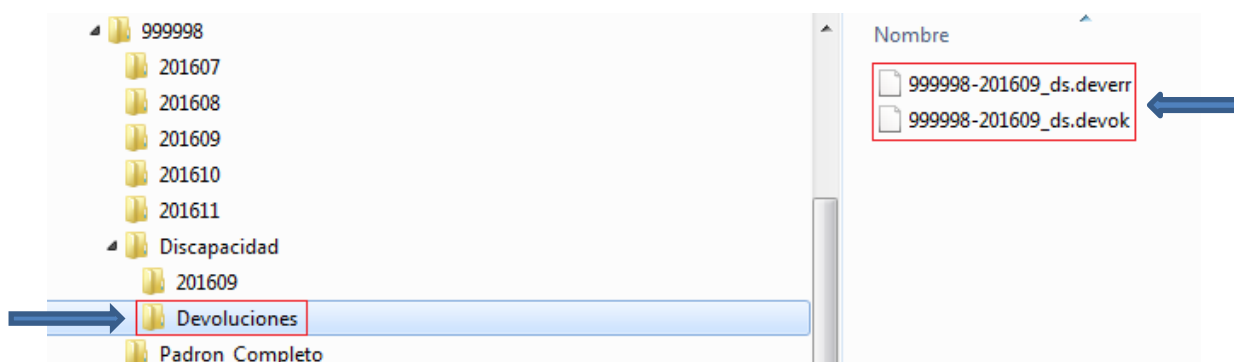 999998
201607
201608
201609
201610
201611
Discapacidad
201609
Devoluciones
Padron_Completo
Nombre
999998-201609_ds.deverr
999998-201609_ds.devok